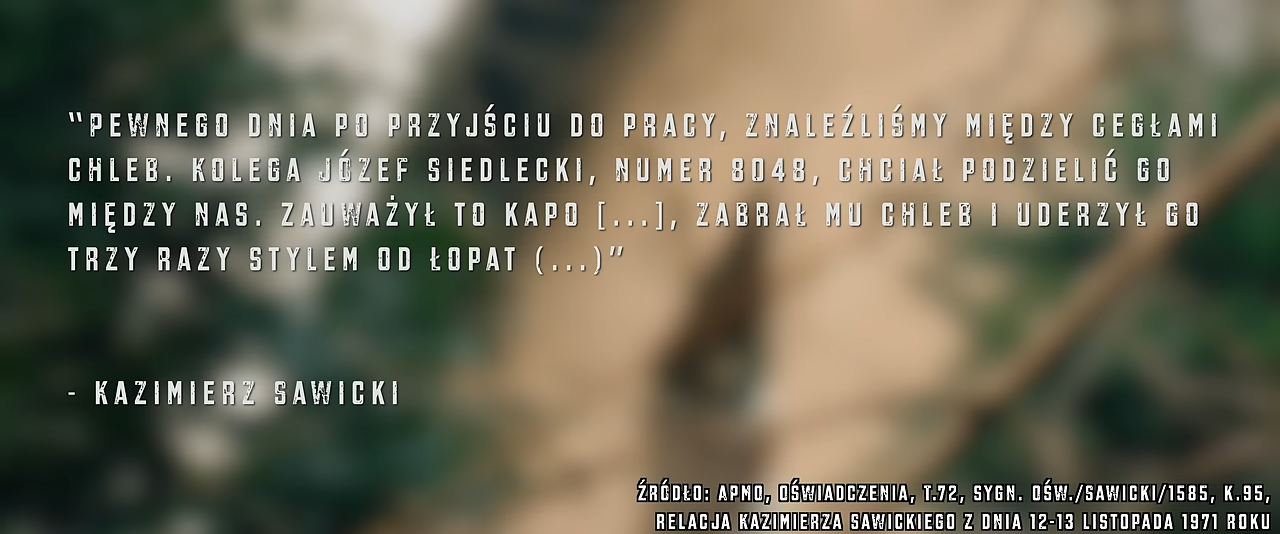 “PEWNEGO DNIA PO PRZYJŚCIU DO PRACY, ZNALEŹLIŚMY MIĘDZY CEGŁAMI
CHLEB. KOLEGA JÓZEF SIEDLECKI, NUMER 8048, CHCIAŁ PODZIELIĆ GO
MIĘDZY NAS. ZAUWAŻYŁ TO KAPO [...], ZABRAŁ MU CHLEB I UDERZYŁ GO
TRZY RAZY STYLEM OD ŁOPAT (...)”
- KAZIMIERZ SAWICKI
ŹRÓDŁO: APMO, OŚWIADCZENIA, T.72, SYGN. OŚW./SAWICKI/1585, K.95,
RELACJA KAZIMIERZA SAWICKIEGO Z DNIA 12-13 LISTOPADA 1971 ROKU